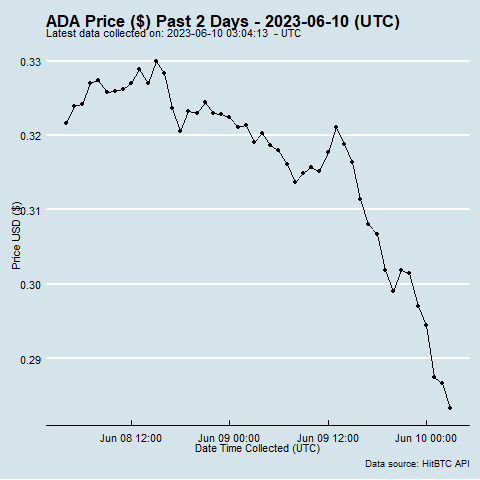 ADA Price ($) Past 2 Days - 2023-06-10 (UTC)
Latest data collected on: 2023-06-10 03:04:13 - UTC
Price USD ($)
0.33
0.32
0.31
0.30
0.29
Jun 08 12:00
Jun 09 00:00
Jun 09 12:00
Jun 10 00:00
Date Time Collected (UTC)
Data source: HitBTC API